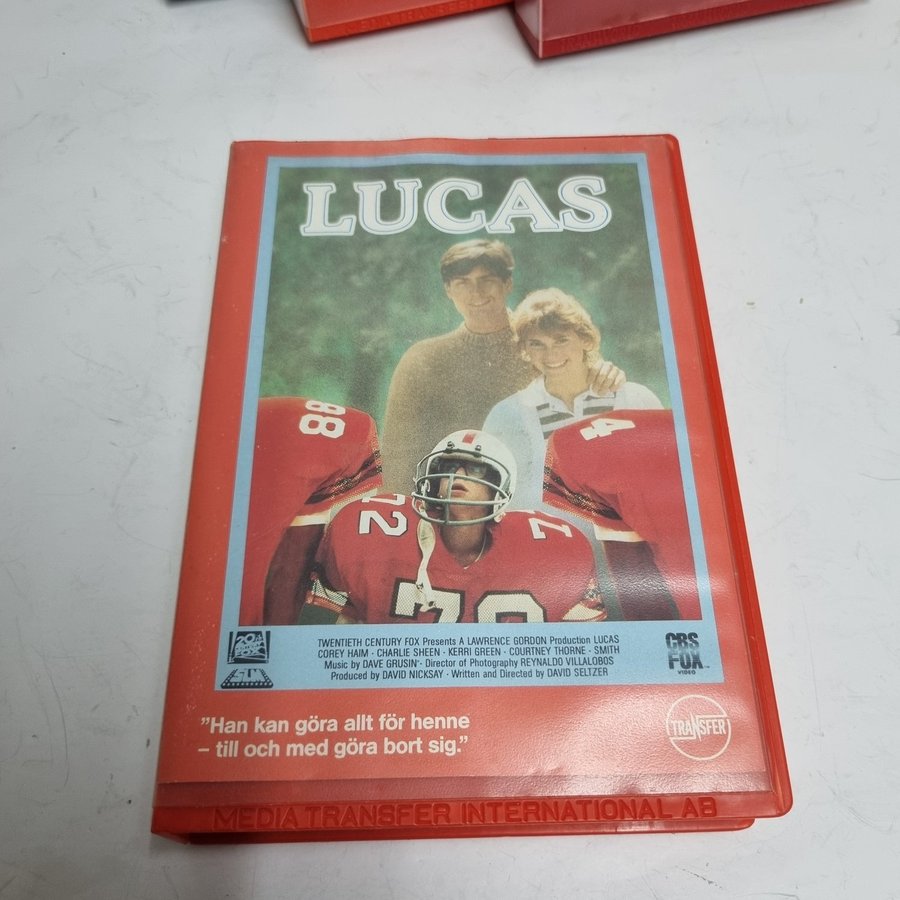 MEDIA TRANSFER
LUCAS
88
4
72
72
TWENTIETH CENTURY FOX Presents A LAWRENCE GORDON Production LUCAS
COREY HAIM · CHARLIE SHEEN · KERRI GREEN · COURTNEY THORNE · SMITH
Music by DAVE GRUSIN · Director of Photography REYNALDO VILLALOBOS
Produced by DAVID NICKSAY · Written and Directed by DAVID SELTZER
CBS
FOX
VIDEO
TRANSFER
”Han kan göra allt för henne
– till och med göra bort sig.”
MEDIA TRANSFER INTERNATIONAL AB